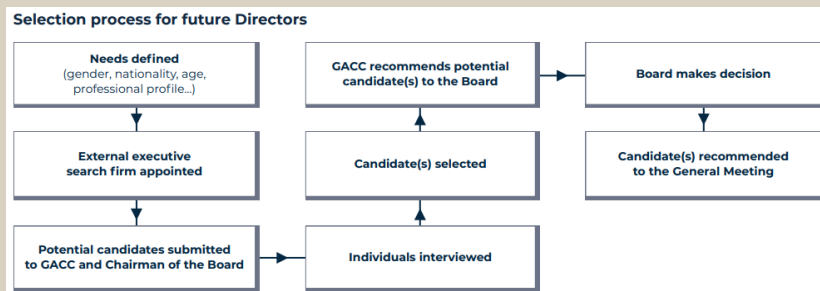 Selection process for future Directors
Needs defined
(gender, nationality, age,
professional profile...)
External executive
search firm appointed
Potential candidates submitted
to GACC and Chairman of the Board
Individuals interviewed
Candidate(s) selected
GACC recommends potential
candidate(s) to the Board
Board makes decision
Candidate(s) recommended
to the General Meeting